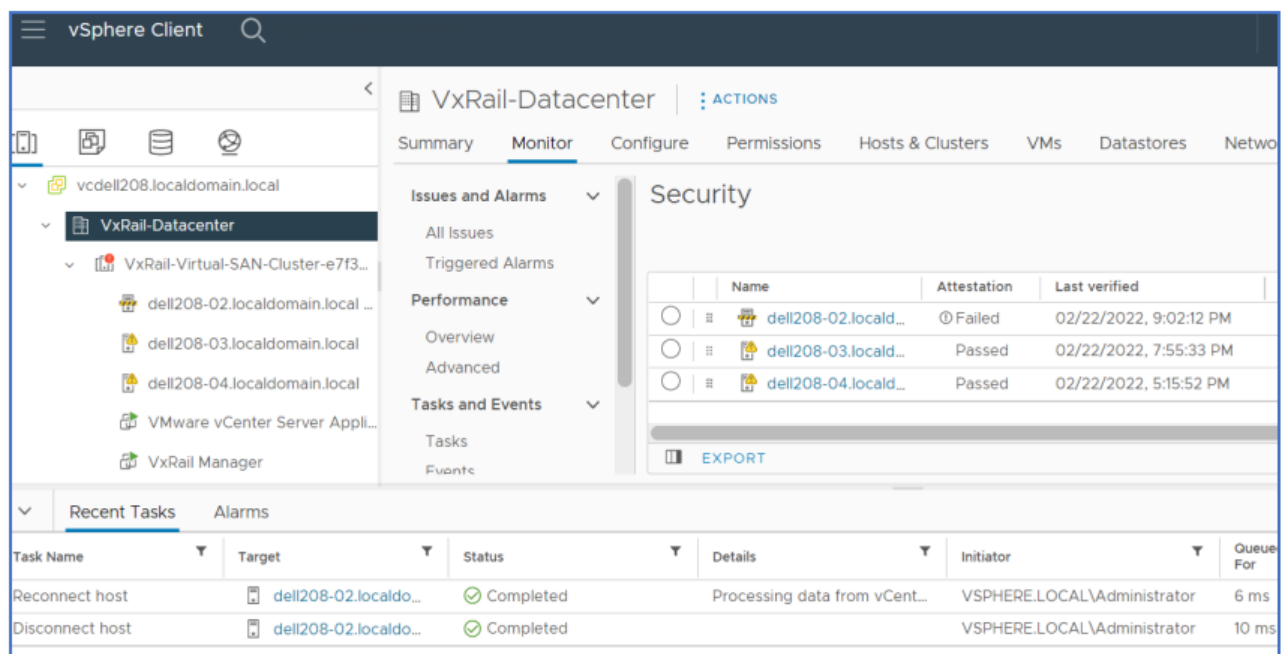 vSphere Client
VxRail-Datacenter ACTIONS
Summary Monitor Configure Permissions Hosts & Clusters VMs Datastores Netwo
vcdell208.localdomain.local
VxRail-Datacenter
VxRail-Virtual-SAN-Cluster-e7f3...
dell208-02.localdomain.local ...
dell208-03.localdomain.local
dell208-04.localdomain.local
VMware vCenter Server Appli...
VxRail Manager
Issues and Alarms
All Issues
Triggered Alarms
Performance
Overview
Advanced
Tasks and Events
Tasks
Events
Security
Name Attestation Last verified
dell208-02.locald... Failed 02/22/2022, 9:02:12 PM
dell208-03.locald... Passed 02/22/2022, 7:55:33 PM
dell208-04.locald... Passed 02/22/2022, 5:15:52 PM
EXPORT
Recent Tasks Alarms
Task Name Target Status Details Initiator Queue
For
Reconnect host dell208-02.localdo... Completed Processing data from vCent... VSPHERE.LOCAL\Administrator 6 ms
Disconnect host dell208-02.localdo... Completed VSPHERE.LOCAL\Administrator 10 ms